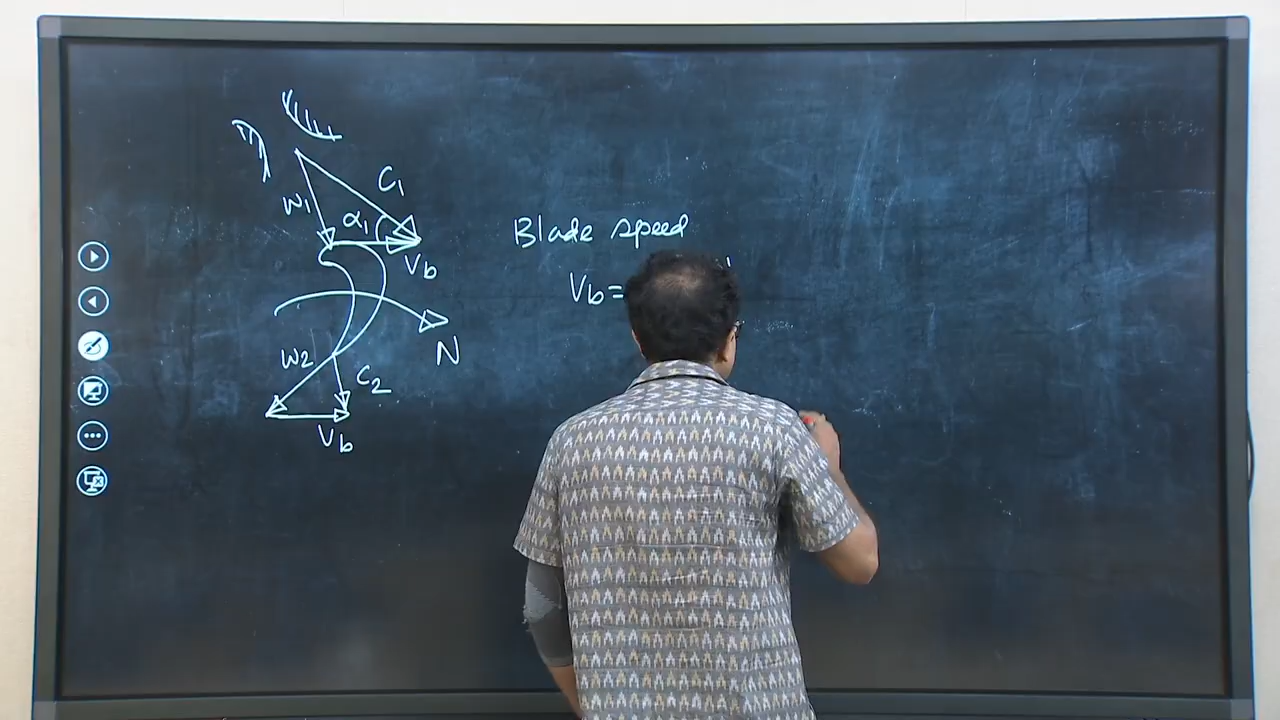 C₁
W₁
α₁
Vb
Blade speed
Vb=
N
W₂
C₂
Vb